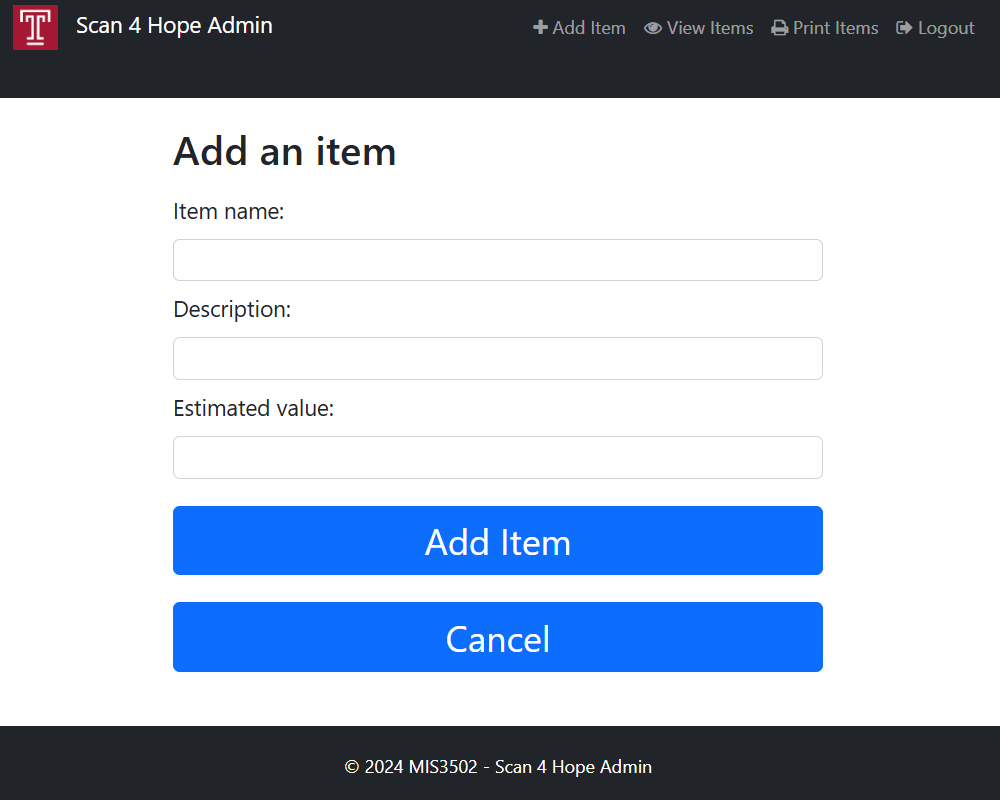 T Scan 4 Hope Admin Add Item View Items Print Items Logout
Add an item
Item name:
Description:
Estimated value:
Add Item
Cancel
© 2024 MIS3502 - Scan 4 Hope Admin